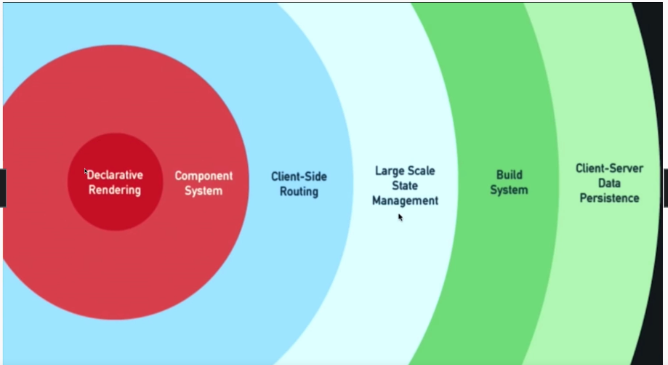 Declarative
Rendering
Component
System
Client-Side
Routing
Large Scale
State
Management
Build
System
Client-Server
Data
Persistence